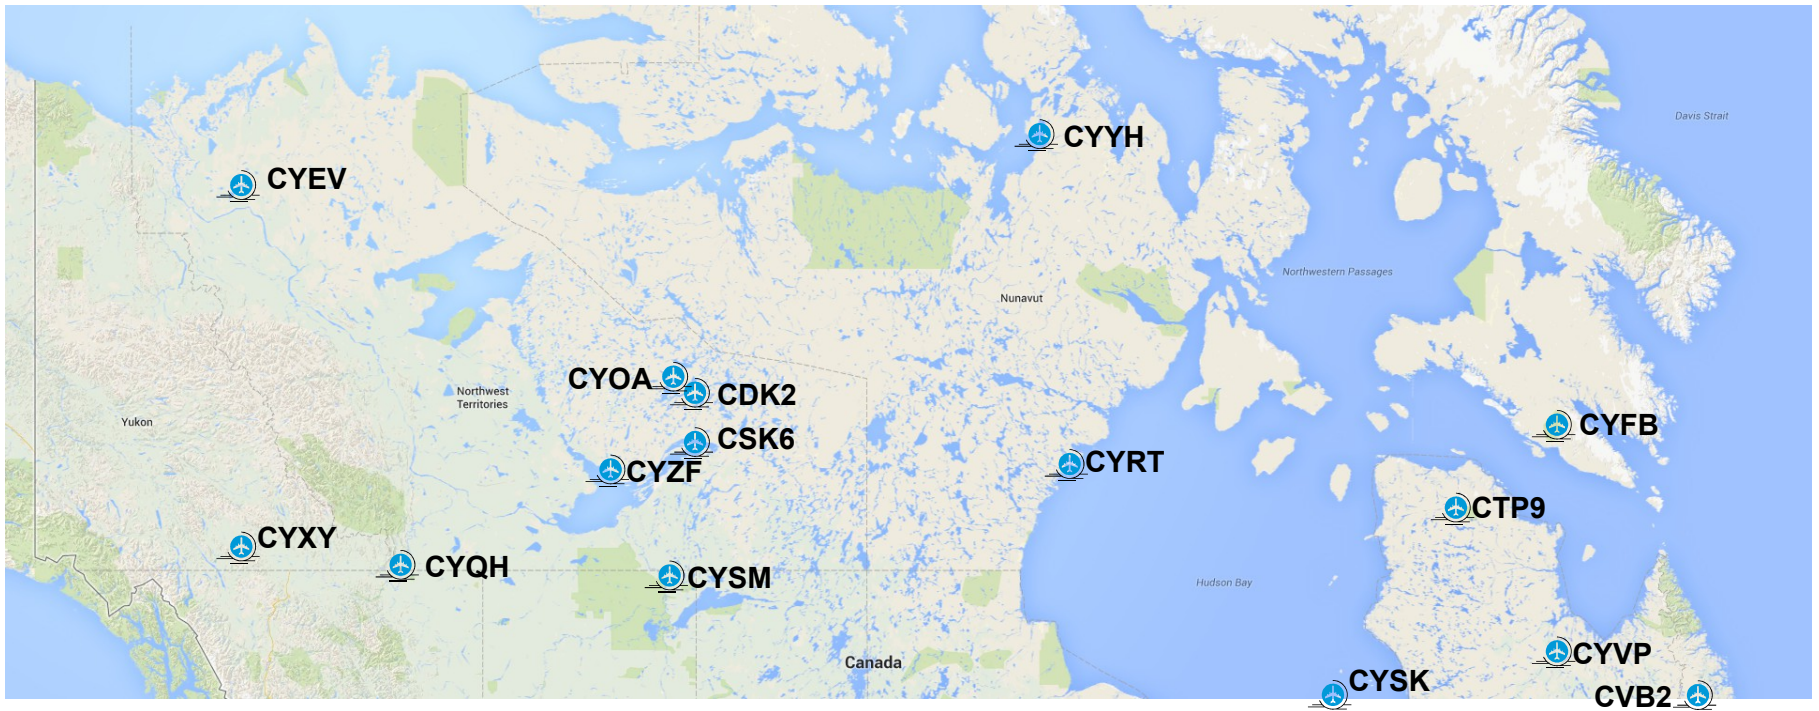 Davis Strait
CYYH
CYEV
Northwestern Passages
Nunavut
CYOA
CDK2
Northwest
Territories
Yukon
CYFB
CSK6
CYZF
CYRT
CTP9
CYXY
CYQH
CYSM
Hudson Bay
Canada
CYVP
CYSK
CVB2